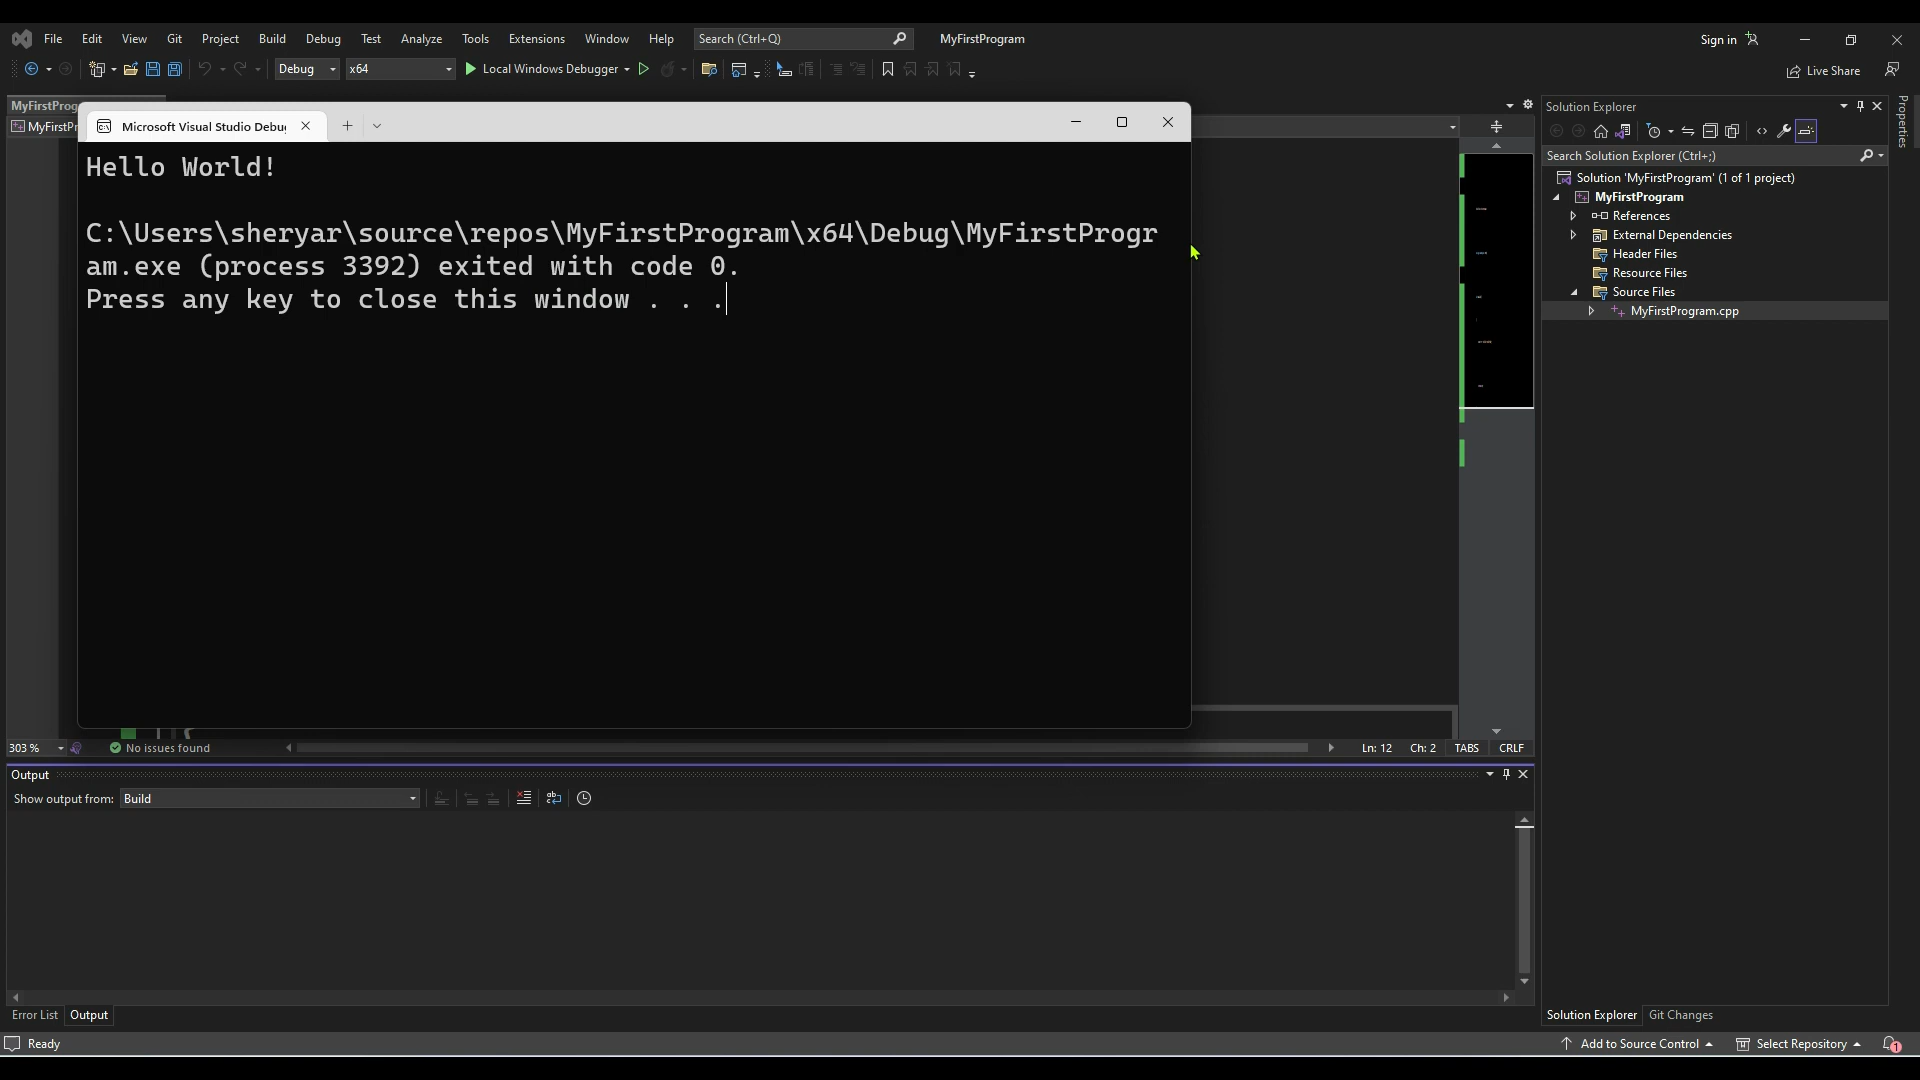 File Edit View Git Project Build Debug Test Analyze Tools Extensions Window Help Search (Ctrl+Q) MyFirstProgram Sign in
Debug x64 Local Windows Debugger Live Share
MyFirstProg
MyFirstPr
Microsoft Visual Studio Debug
Hello World!
C:\Users\sheryar\source\repos\MyFirstProgram\x64\Debug\MyFirstProgr
am.exe (process 3392) exited with code 0.
Press any key to close this window . . .
Solution Explorer
Properties
Search Solution Explorer (Ctrl+;)
Solution 'MyFirstProgram' (1 of 1 project)
MyFirstProgram
References
External Dependencies
Header Files
Resource Files
Source Files
MyFirstProgram.cpp
303 % No issues found Ln: 12 Ch: 2 TABS CRLF
Output
Show output from: Build
Error List Output
Solution Explorer Git Changes
Ready Add to Source Control Select Repository 1